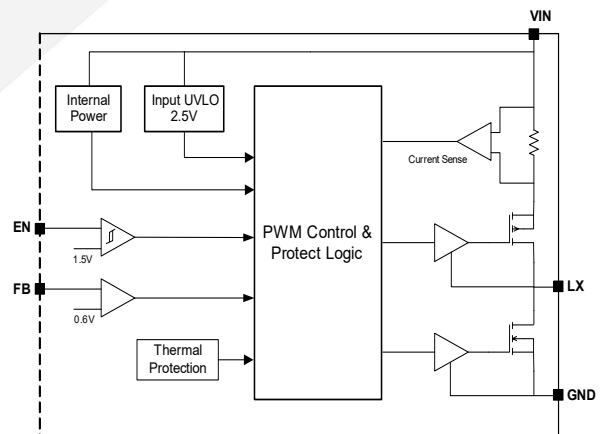 VIN
Internal
Power
Input UVLO
2.5V
Current Sense
EN
1.5V
PWM Control &
Protect Logic
FB
0.6V
LX
Thermal
Protection
GND